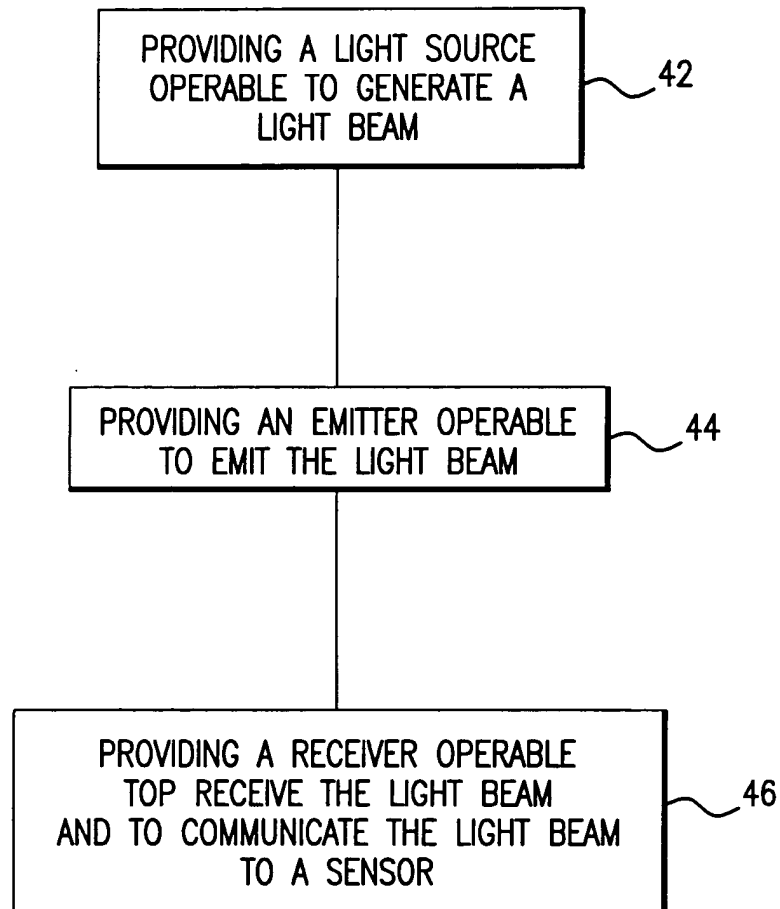 PROVIDING A LIGHT SOURCE
OPERABLE TO GENERATE A
LIGHT BEAM
42
PROVIDING AN EMITTER OPERABLE
TO EMIT THE LIGHT BEAM
44
PROVIDING A RECEIVER OPERABLE
TOP RECEIVE THE LIGHT BEAM
AND TO COMMUNICATE THE LIGHT BEAM
TO A SENSOR
46